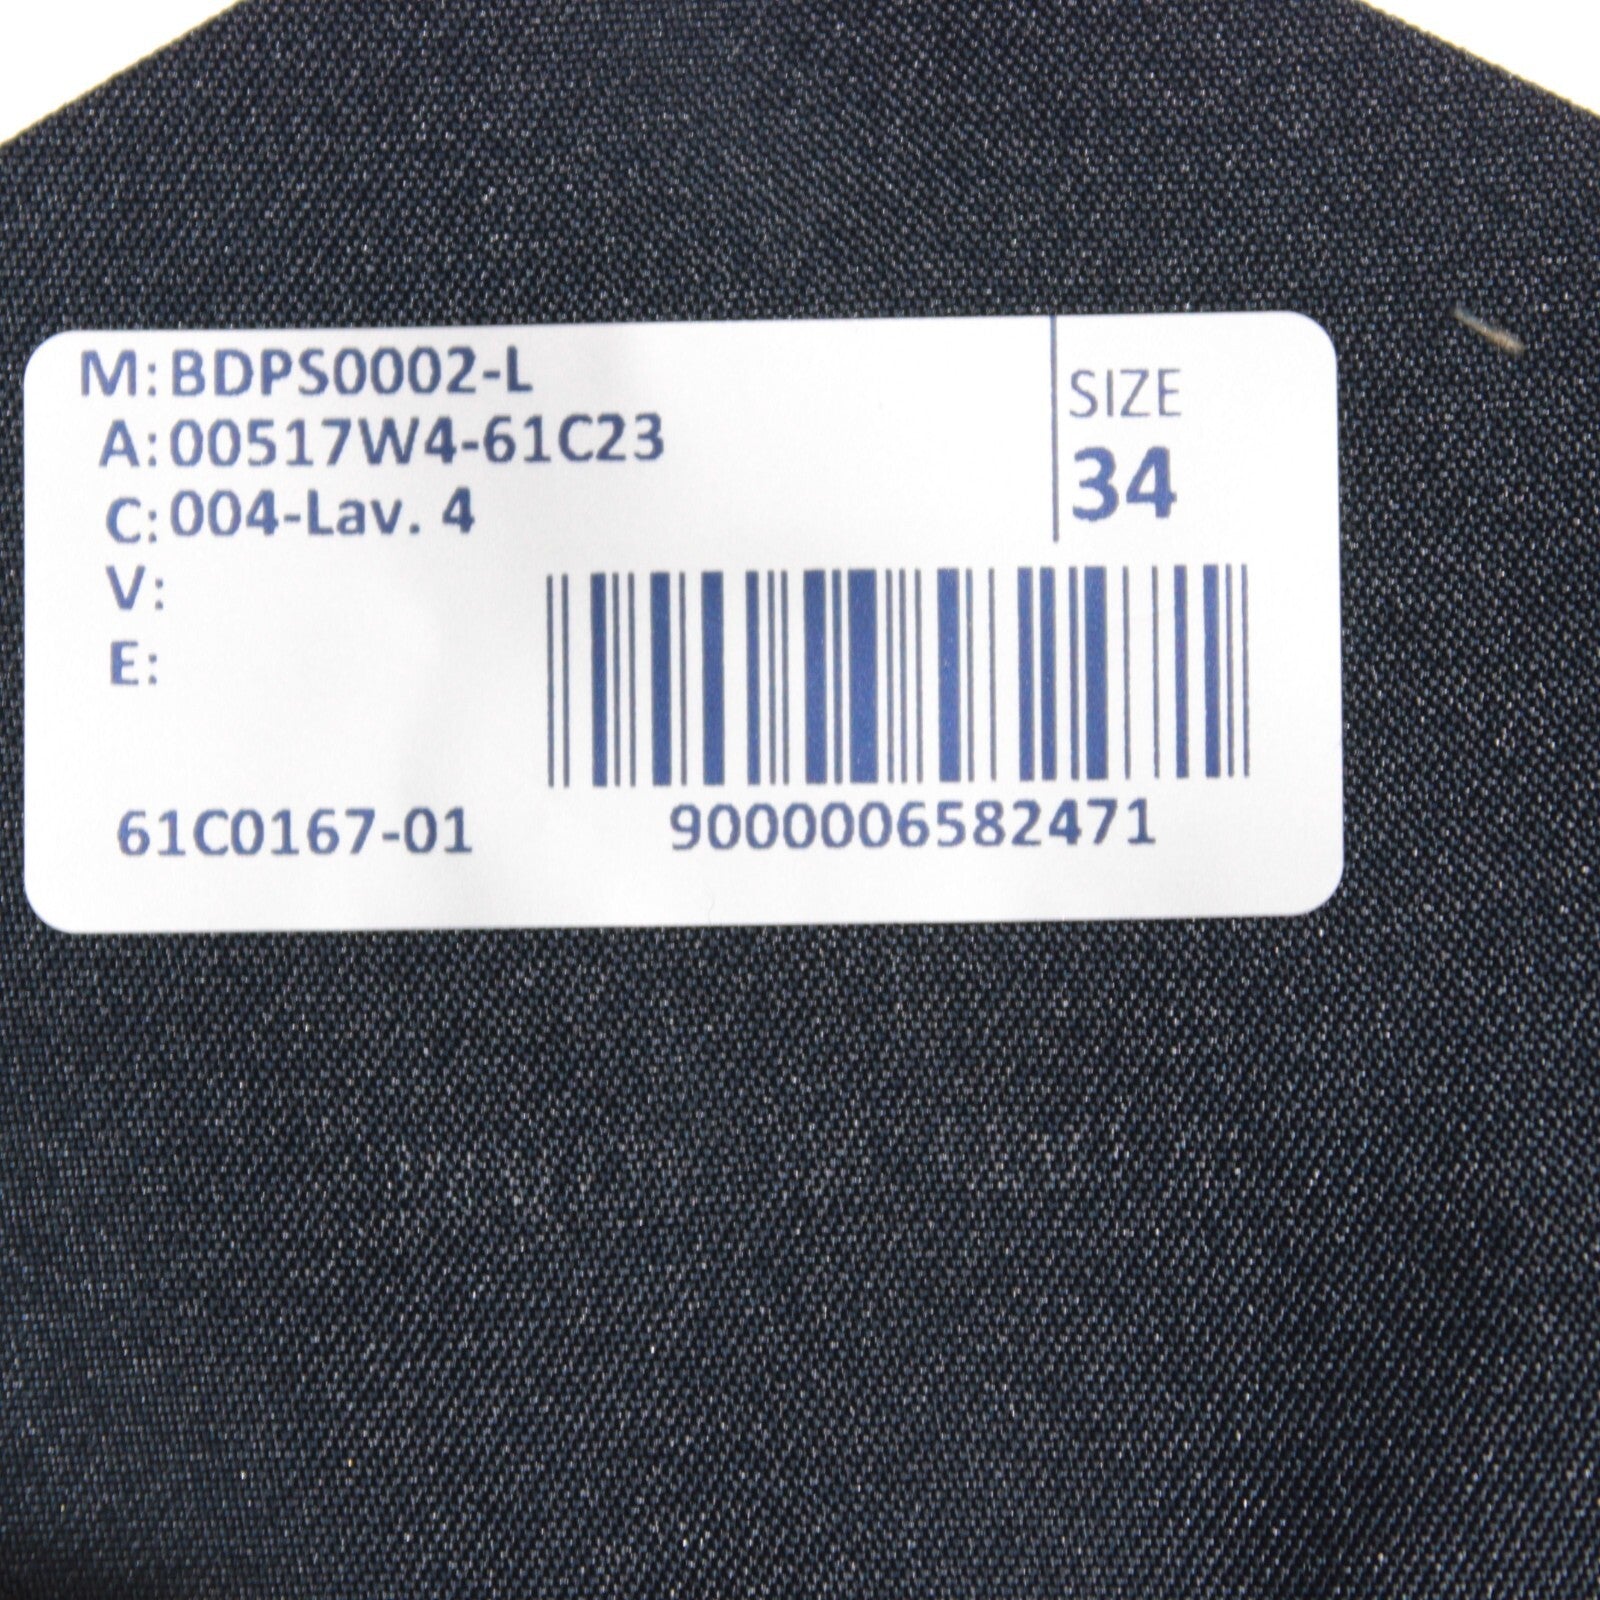 M: BDPS0002-L
A: 00517W4-61C23
C: 004-Lav. 4
V:
E:
SIZE
34
61C0167-01
9000006582471